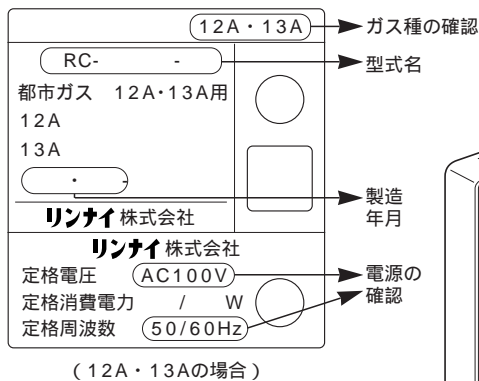 12A・13A ガス種の確認
RC-　　- 型式名
都市ガス 12A・13A用
12A
13A
・ - 製造
年月
リンナイ株式会社
リンナイ株式会社
定格電圧 AC100V 電源の
確認
定格消費電力 / W
定格周波数 50/60Hz
（12A・13Aの場合）